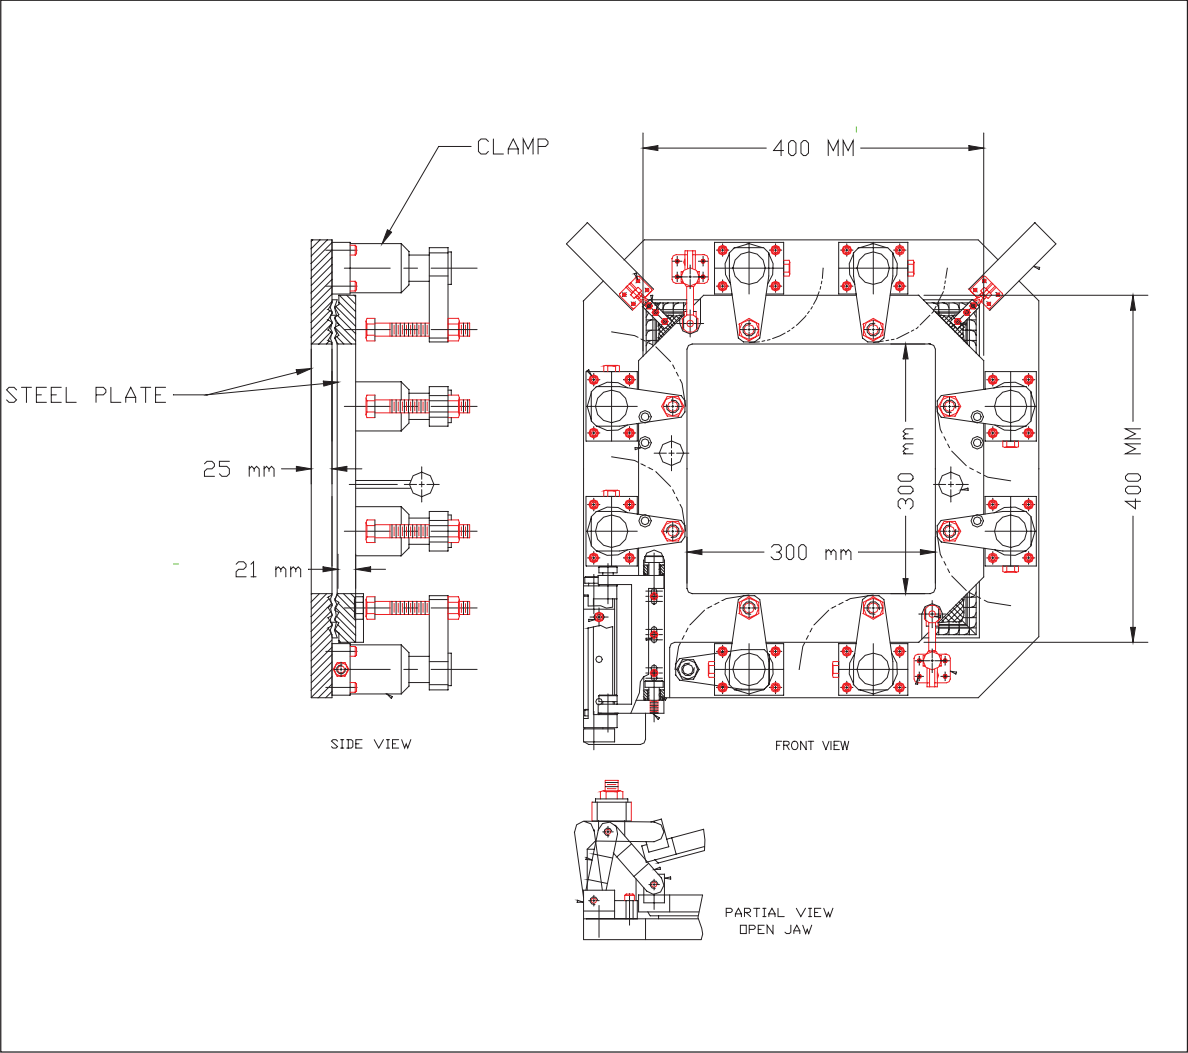 CLAMP
400 MM
STEEL PLATE
25 mm
300 mm
400 MM
300 mm
21 mm
SIDE VIEW
FRONT VIEW
PARTIAL VIEW
OPEN JAW